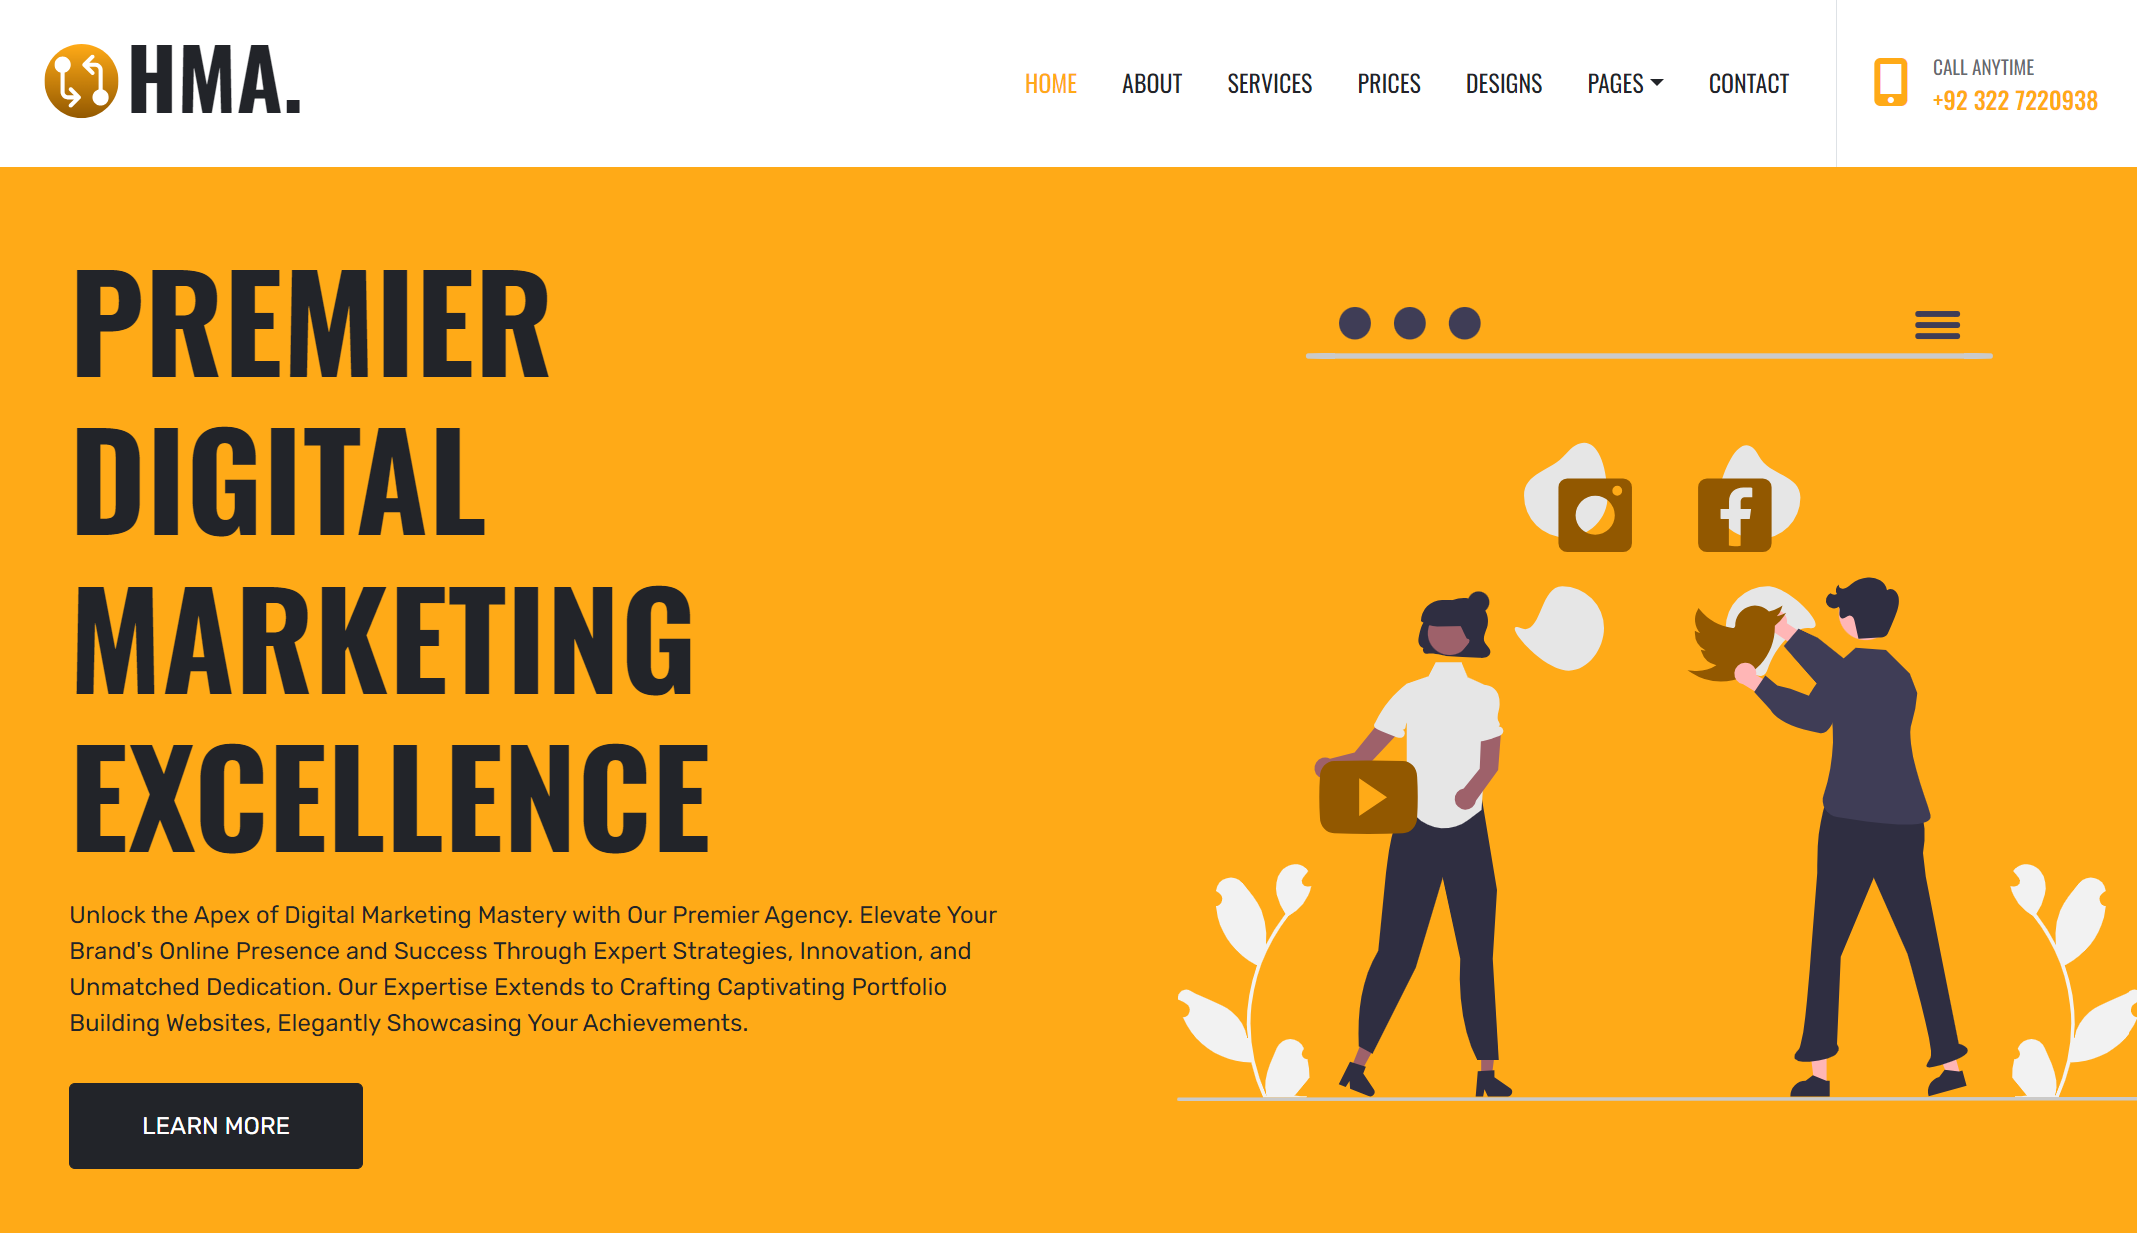 HMA.
HOME ABOUT SERVICES PRICES DESIGNS PAGES CONTACT
CALL ANYTIME
+92 322 7220938
PREMIER
DIGITAL
MARKETING
EXCELLENCE
Unlock the Apex of Digital Marketing Mastery with Our Premier Agency. Elevate Your
Brand's Online Presence and Success Through Expert Strategies, Innovation, and
Unmatched Dedication. Our Expertise Extends to Crafting Captivating Portfolio
Building Websites, Elegantly Showcasing Your Achievements.
LEARN MORE